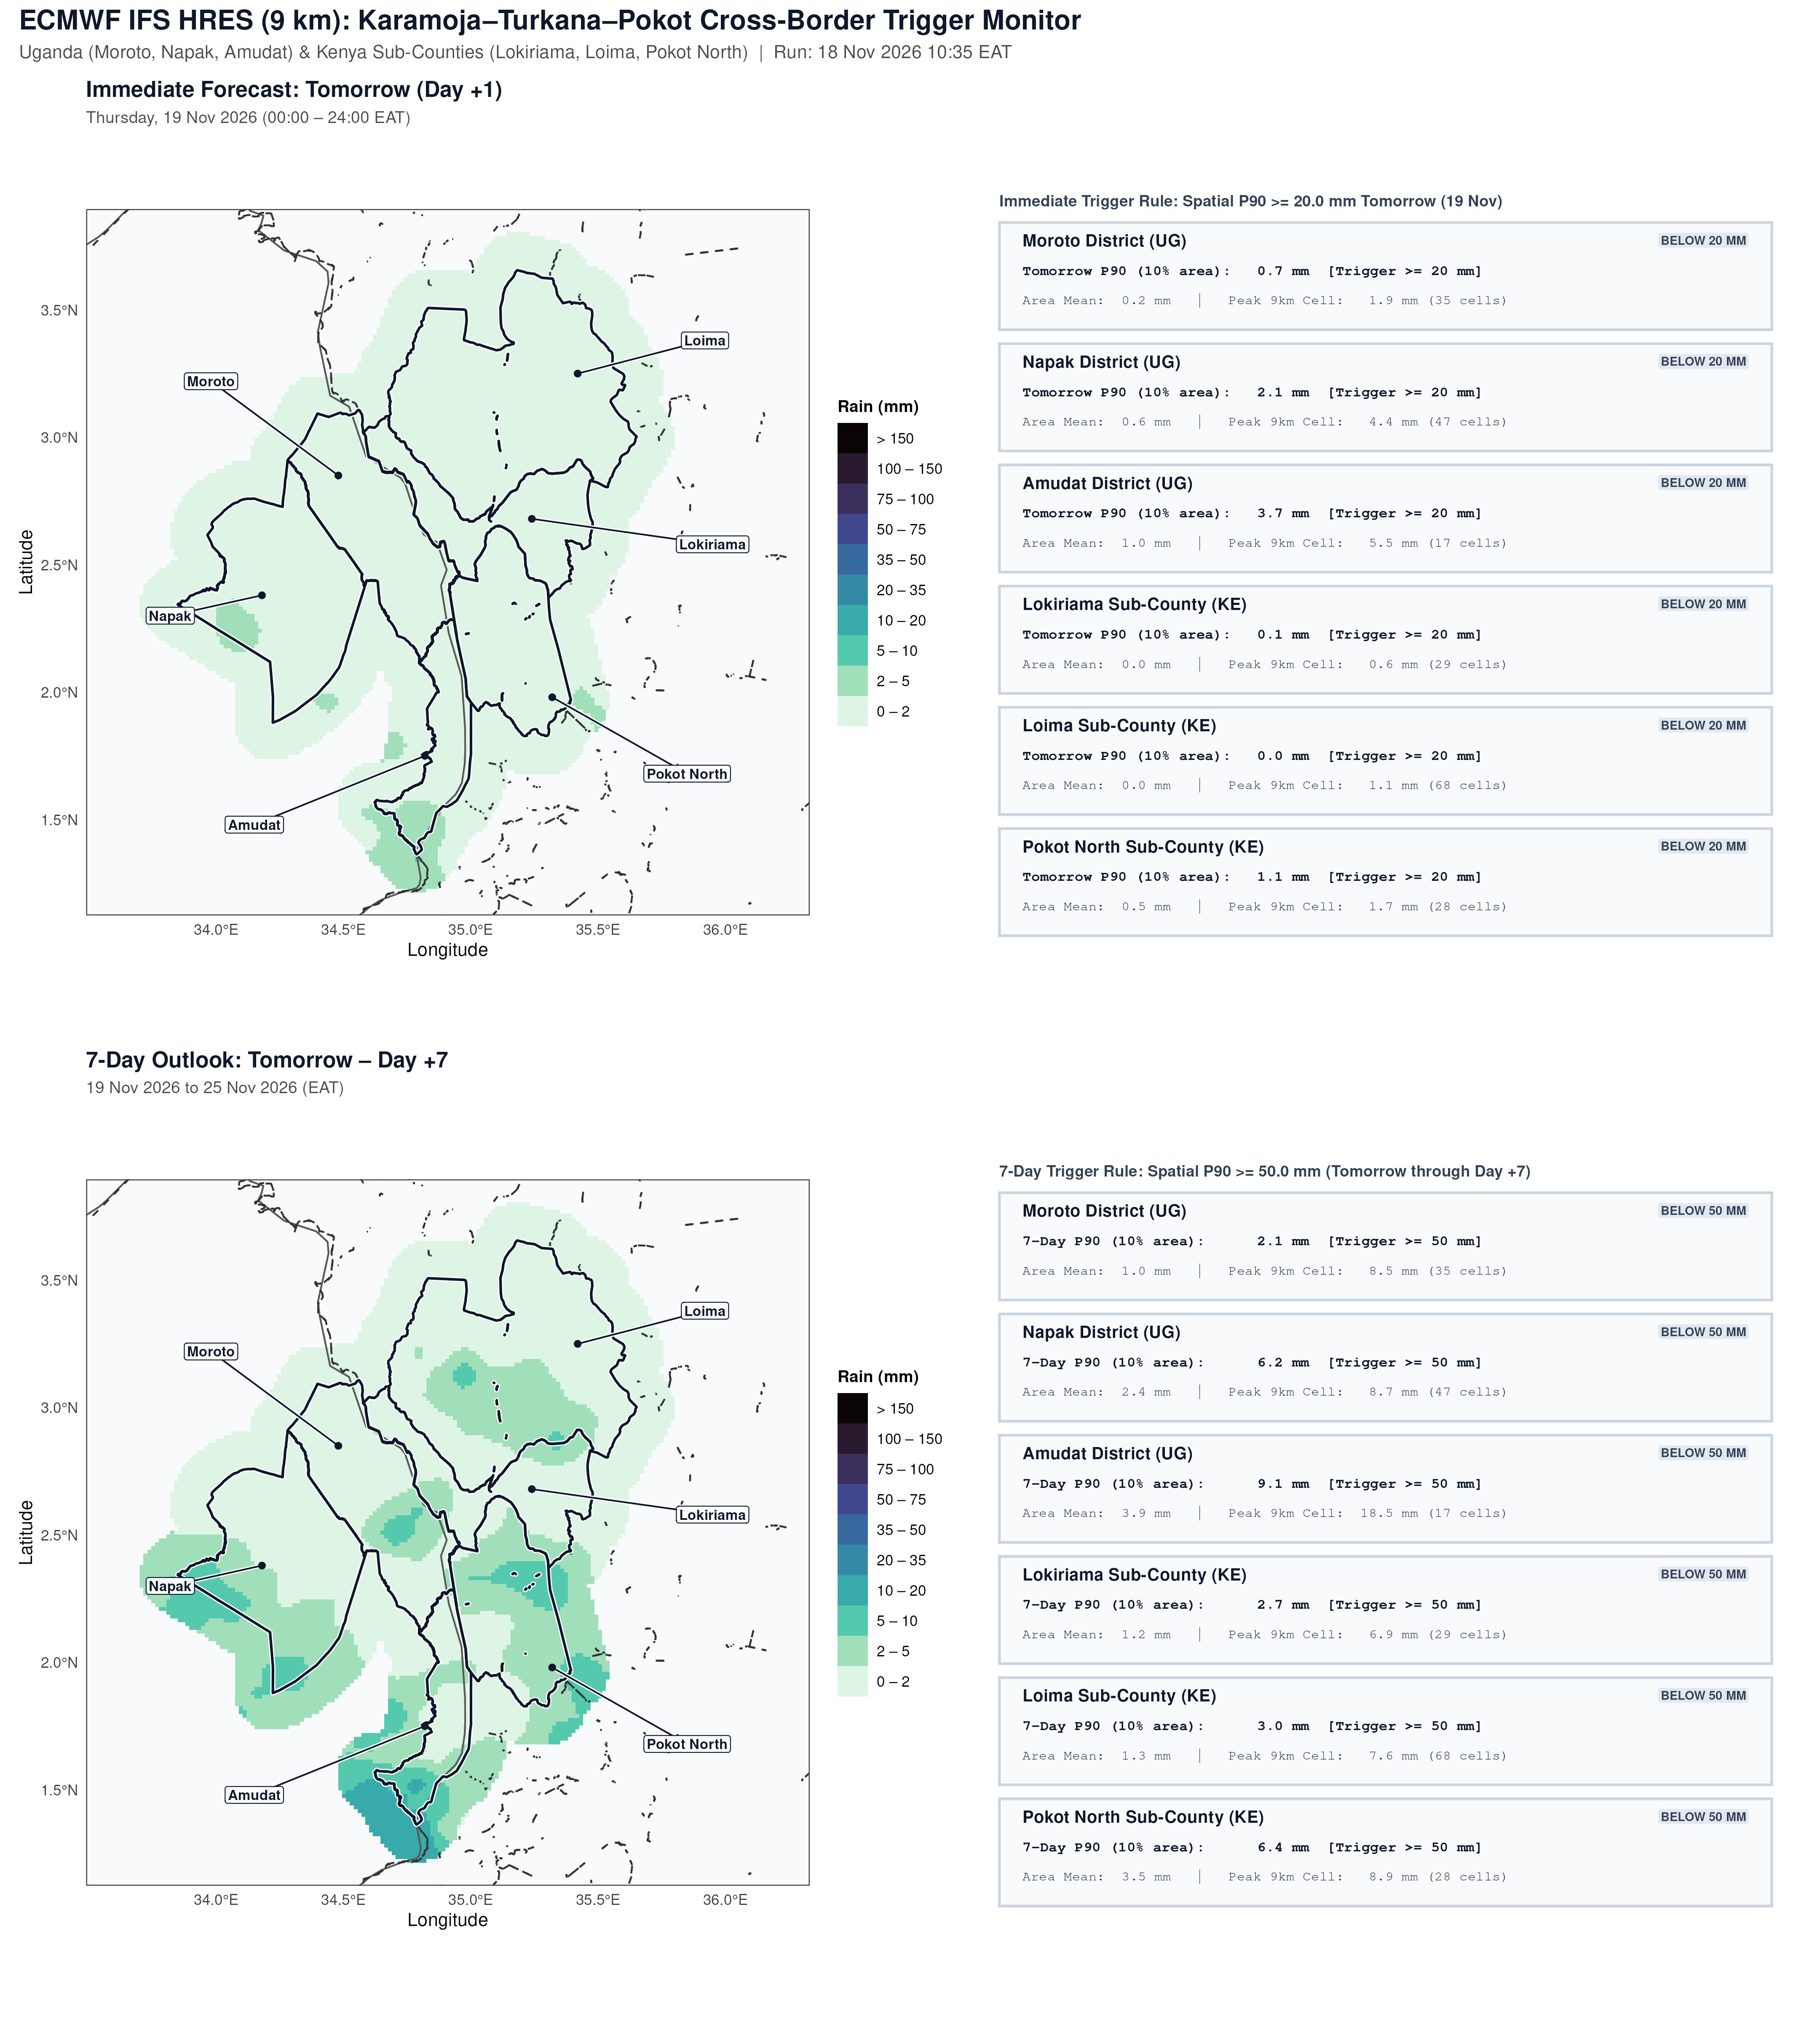 ECMWF IFS HRES (9 km): Karamoja–Turkana–Pokot Cross-Border Trigger Monitor
Uganda (Moroto, Napak, Amudat) & Kenya Sub-Counties (Lokiriama, Loima, Pokot North) | Run: 18 Nov 2026 10:35 EAT
Immediate Forecast: Tomorrow (Day +1)
Thursday, 19 Nov 2026 (00:00 – 24:00 EAT)
Latitude
3.5°N
3.0°N
2.5°N
2.0°N
1.5°N
Loima
Moroto
Lokiriama
Napak
Pokot North
Amudat
34.0°E 34.5°E 35.0°E 35.5°E 36.0°E
Longitude
Rain (mm)
> 150
100 – 150
75 – 100
50 – 75
35 – 50
20 – 35
10 – 20
5 – 10
2 – 5
0 – 2
Immediate Trigger Rule: Spatial P90 >= 20.0 mm Tomorrow (19 Nov)
Moroto District (UG) BELOW 20 MM
Tomorrow P90 (10% area): 0.7 mm [Trigger >= 20 mm]
Area Mean: 0.2 mm | Peak 9km Cell: 1.9 mm (35 cells)
Napak District (UG) BELOW 20 MM
Tomorrow P90 (10% area): 2.1 mm [Trigger >= 20 mm]
Area Mean: 0.6 mm | Peak 9km Cell: 4.4 mm (47 cells)
Amudat District (UG) BELOW 20 MM
Tomorrow P90 (10% area): 3.7 mm [Trigger >= 20 mm]
Area Mean: 1.0 mm | Peak 9km Cell: 5.5 mm (17 cells)
Lokiriama Sub-County (KE) BELOW 20 MM
Tomorrow P90 (10% area): 0.1 mm [Trigger >= 20 mm]
Area Mean: 0.0 mm | Peak 9km Cell: 0.6 mm (29 cells)
Loima Sub-County (KE) BELOW 20 MM
Tomorrow P90 (10% area): 0.0 mm [Trigger >= 20 mm]
Area Mean: 0.0 mm | Peak 9km Cell: 1.1 mm (68 cells)
Pokot North Sub-County (KE) BELOW 20 MM
Tomorrow P90 (10% area): 1.1 mm [Trigger >= 20 mm]
Area Mean: 0.5 mm | Peak 9km Cell: 1.7 mm (28 cells)
7-Day Outlook: Tomorrow – Day +7
19 Nov 2026 to 25 Nov 2026 (EAT)
Latitude
3.5°N
3.0°N
2.5°N
2.0°N
1.5°N
Loima
Moroto
Lokiriama
Napak
Pokot North
Amudat
34.0°E 34.5°E 35.0°E 35.5°E 36.0°E
Longitude
Rain (mm)
> 150
100 – 150
75 – 100
50 – 75
35 – 50
20 – 35
10 – 20
5 – 10
2 – 5
0 – 2
7-Day Trigger Rule: Spatial P90 >= 50.0 mm (Tomorrow through Day +7)
Moroto District (UG) BELOW 50 MM
7–Day P90 (10% area): 2.1 mm [Trigger >= 50 mm]
Area Mean: 1.0 mm | Peak 9km Cell: 8.5 mm (35 cells)
Napak District (UG) BELOW 50 MM
7–Day P90 (10% area): 6.2 mm [Trigger >= 50 mm]
Area Mean: 2.4 mm | Peak 9km Cell: 8.7 mm (47 cells)
Amudat District (UG) BELOW 50 MM
7–Day P90 (10% area): 9.1 mm [Trigger >= 50 mm]
Area Mean: 3.9 mm | Peak 9km Cell: 18.5 mm (17 cells)
Lokiriama Sub-County (KE) BELOW 50 MM
7–Day P90 (10% area): 2.7 mm [Trigger >= 50 mm]
Area Mean: 1.2 mm | Peak 9km Cell: 6.9 mm (29 cells)
Loima Sub-County (KE) BELOW 50 MM
7–Day P90 (10% area): 3.0 mm [Trigger >= 50 mm]
Area Mean: 1.3 mm | Peak 9km Cell: 7.6 mm (68 cells)
Pokot North Sub-County (KE) BELOW 50 MM
7–Day P90 (10% area): 6.4 mm [Trigger >= 50 mm]
Area Mean: 3.5 mm | Peak 9km Cell: 8.9 mm (28 cells)